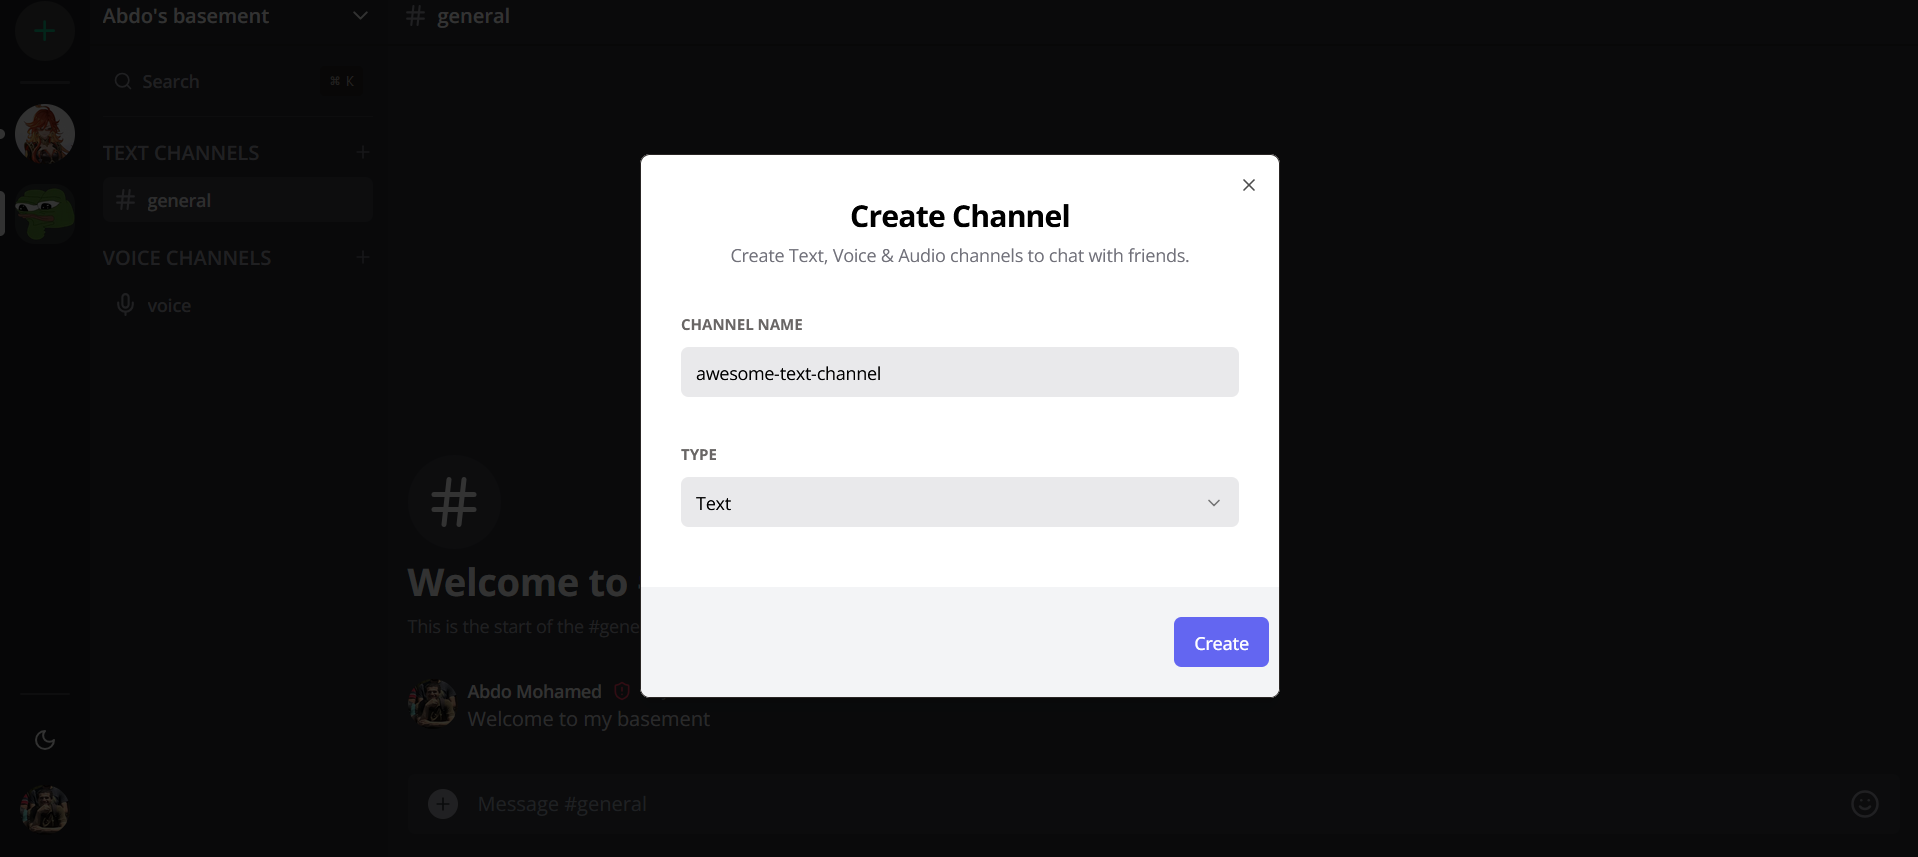 Abdo's basement
# general
Search
⌘ K
TEXT CHANNELS
# general
VOICE CHANNELS
voice
Create Channel
Create Text, Voice & Audio channels to chat with friends.
CHANNEL NAME
awesome-text-channel
TYPE
Text
Create
#
Welcome to
This is the start of the #gene
Abdo Mohamed
Welcome to my basement
Message #general